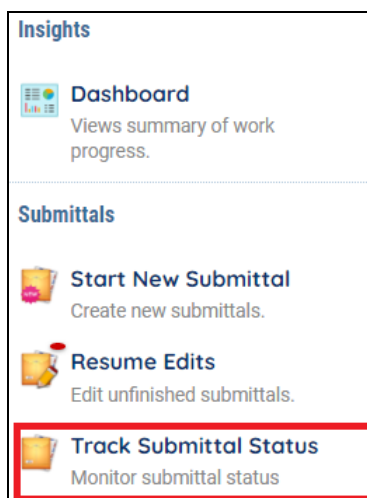 Insights
Dashboard
Views summary of work
progress.
Submittals
Start New Submittal
Create new submittals.
Resume Edits
Edit unfinished submittals.
Track Submittal Status
Monitor submittal status